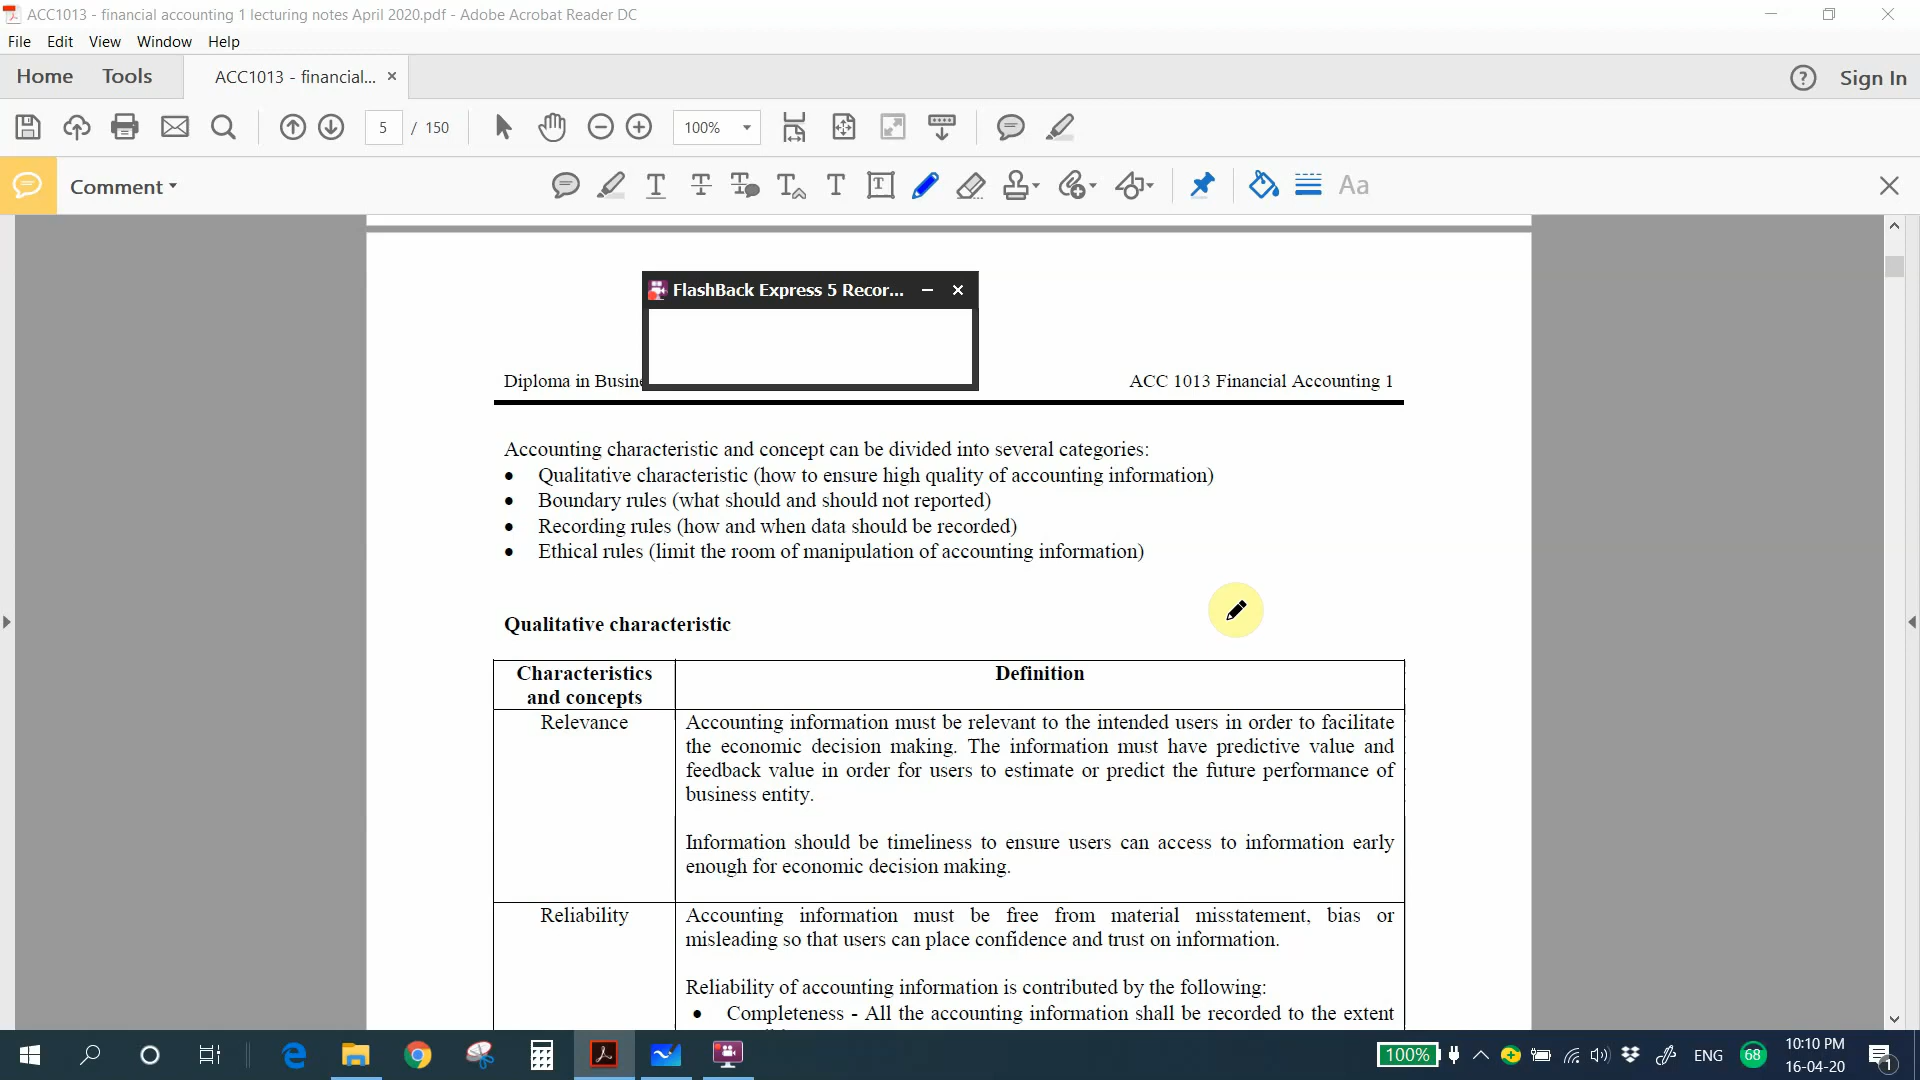 ACC1013 - financial accounting 1 lecturing notes April 2020.pdf - Adobe Acrobat Reader DC
File Edit View Window Help
Home Tools ACC1013 - financial... × Sign In
5 / 150 100%
Comment
Aa
FlashBack Express 5 Recor...
Diploma in ACC 1013 Financial Accounting 1
Accounting characteristic and concept can be divided into several categories:
• Qualitative characteristic (how to ensure high quality of accounting information)
• Boundary rules (what should and should not reported)
• Recording rules (how and when data should be recorded)
• Ethical rules (limit the room of manipulation of accounting information)
Qualitative characteristic
Characteristics Definition
and concepts
Relevance Accounting information must be relevant to the intended users in order to facilitate
the economic decision making. The information must have predictive value and
feedback value in order for users to estimate or predict the future performance of
business entity.
Information should be timeliness to ensure users can access to information early
enough for economic decision making.
Reliability Accounting information must be free from material misstatement, bias or
misleading so that users can place confidence and trust on information.
Reliability of accounting information is contributed by the following:
• Completeness - All the accounting information shall be recorded to the extent
100% ENG 68 10:10 PM
16-04-20 1